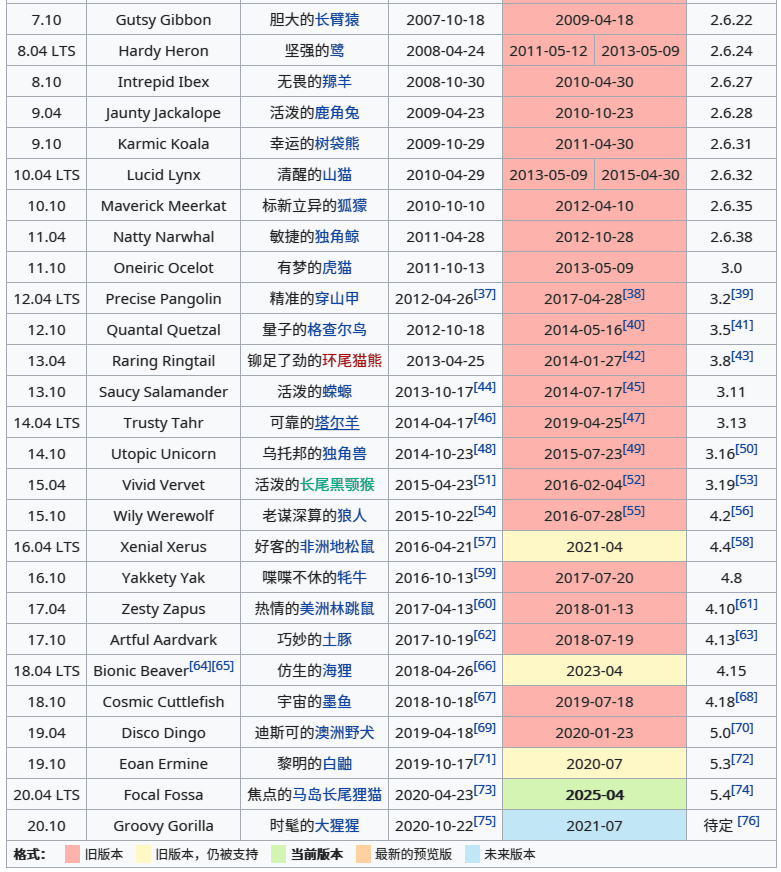 7.10 Gutsy Gibbon 胆大的长臂猿 2007-10-18 2009-04-18 2.6.22
8.04 LTS Hardy Heron 坚强的鹭 2008-04-24 2011-05-12 2013-05-09 2.6.24
8.10 Intrepid Ibex 无畏的羱羊 2008-10-30 2010-04-30 2.6.27
9.04 Jaunty Jackalope 活泼的鹿角兔 2009-04-23 2010-10-23 2.6.28
9.10 Karmic Koala 幸运的树袋熊 2009-10-29 2011-04-30 2.6.31
10.04 LTS Lucid Lynx 清醒的山猫 2010-04-29 2013-05-09 2015-04-30 2.6.32
10.10 Maverick Meerkat 标新立异的狐獴 2010-10-10 2012-04-10 2.6.35
11.04 Natty Narwhal 敏捷的独角鲸 2011-04-28 2012-10-28 2.6.38
11.10 Oneiric Ocelot 有梦的虎猫 2011-10-13 2013-05-09 3.0
12.04 LTS Precise Pangolin 精准的穿山甲 2012-04-26[37] 2017-04-28[38] 3.2[39]
12.10 Quantal Quetzal 量子的格查尔鸟 2012-10-18 2014-05-16[40] 3.5[41]
13.04 Raring Ringtail 铆足了劲的环尾猫熊 2013-04-25 2014-01-27[42] 3.8[43]
13.10 Saucy Salamander 活泼的蝾螈 2013-10-17[44] 2014-07-17[45] 3.11
14.04 LTS Trusty Tahr 可靠的塔尔羊 2014-04-17[46] 2019-04-25[47] 3.13
14.10 Utopic Unicorn 乌托邦的独角兽 2014-10-23[48] 2015-07-23[49] 3.16[50]
15.04 Vivid Vervet 活泼的长尾黑颚猴 2015-04-23[51] 2016-02-04[52] 3.19[53]
15.10 Wily Werewolf 老谋深算的狼人 2015-10-22[54] 2016-07-28[55] 4.2[56]
16.04 LTS Xenial Xerus 好客的非洲地松鼠 2016-04-21[57] 2021-04 4.4[58]
16.10 Yakkety Yak 喋喋不休的牦牛 2016-10-13[59] 2017-07-20 4.8
17.04 Zesty Zapus 热情的美洲林跳鼠 2017-04-13[60] 2018-01-13 4.10[61]
17.10 Artful Aardvark 巧妙的土豚 2017-10-19[62] 2018-07-19 4.13[63]
18.04 LTS Bionic Beaver[64][65] 仿生的海狸 2018-04-26[66] 2023-04 4.15
18.10 Cosmic Cuttlefish 宇宙的墨鱼 2018-10-18[67] 2019-07-18 4.18[68]
19.04 Disco Dingo 迪斯可的澳洲野犬 2019-04-18[69] 2020-01-23 5.0[70]
19.10 Eoan Ermine 黎明的白鼬 2019-10-17[71] 2020-07 5.3[72]
20.04 LTS Focal Fossa 焦点的马岛长尾狸猫 2020-04-23[73] 2025-04 5.4[74]
20.10 Groovy Gorilla 时髦的大猩猩 2020-10-22[75] 2021-07 待定 [76]
格式： 旧版本 旧版本，仍被支持 当前版本 最新的预览版 未来版本